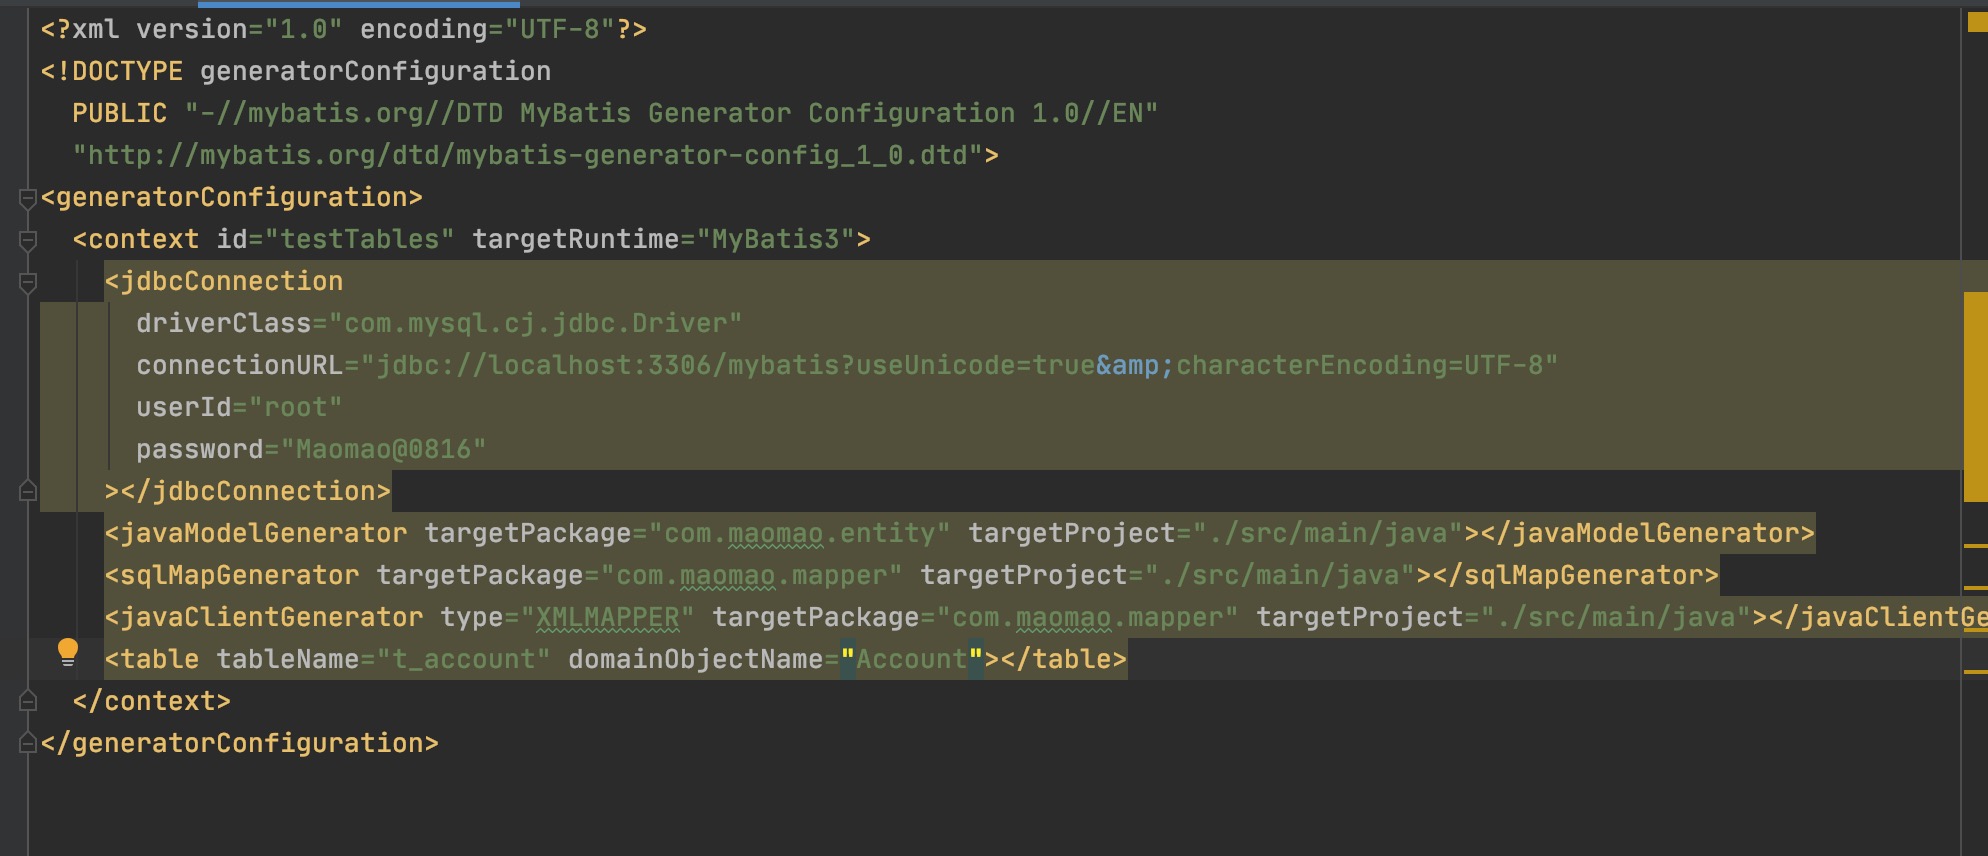 <?xml version="1.0" encoding="UTF-8"?>
<!DOCTYPE generatorConfiguration
PUBLIC "-//mybatis.org//DTD MyBatis Generator Configuration 1.0//EN"
"http://mybatis.org/dtd/mybatis-generator-config_1_0.dtd">
<generatorConfiguration>
<context id="testTables" targetRuntime="MyBatis3">
<jdbcConnection
driverClass="com.mysql.cj.jdbc.Driver"
connectionURL="jdbc://localhost:3306/mybatis?useUnicode=true&amp;characterEncoding=UTF-8"
userId="root"
password="Maomao@0816"
></jdbcConnection>
<javaModelGenerator targetPackage="com.maomao.entity" targetProject="./src/main/java"></javaModelGenerator>
<sqlMapGenerator targetPackage="com.maomao.mapper" targetProject="./src/main/java"></sqlMapGenerator>
<javaClientGenerator type="XMLMAPPER" targetPackage="com.maomao.mapper" targetProject="./src/main/java"></javaClientGe
<table tableName="t_account" domainObjectName="Account"></table>
</context>
</generatorConfiguration>